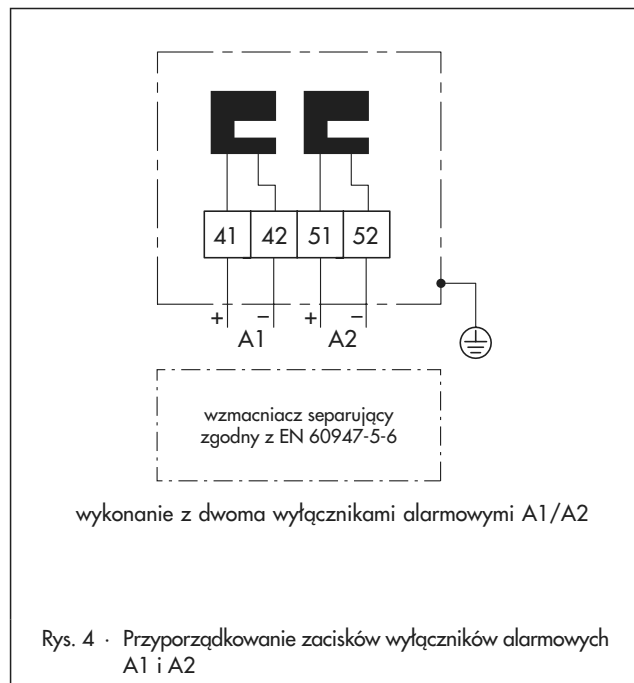 41 42 51 52
+ − + −
A1 A2
wzmacniacz separujący
zgodny z EN 60947-5-6
wykonanie z dwoma wyłącznikami alarmowymi A1/A2
Rys. 4 · Przyporządkowanie zacisków wyłączników alarmowych
A1 i A2